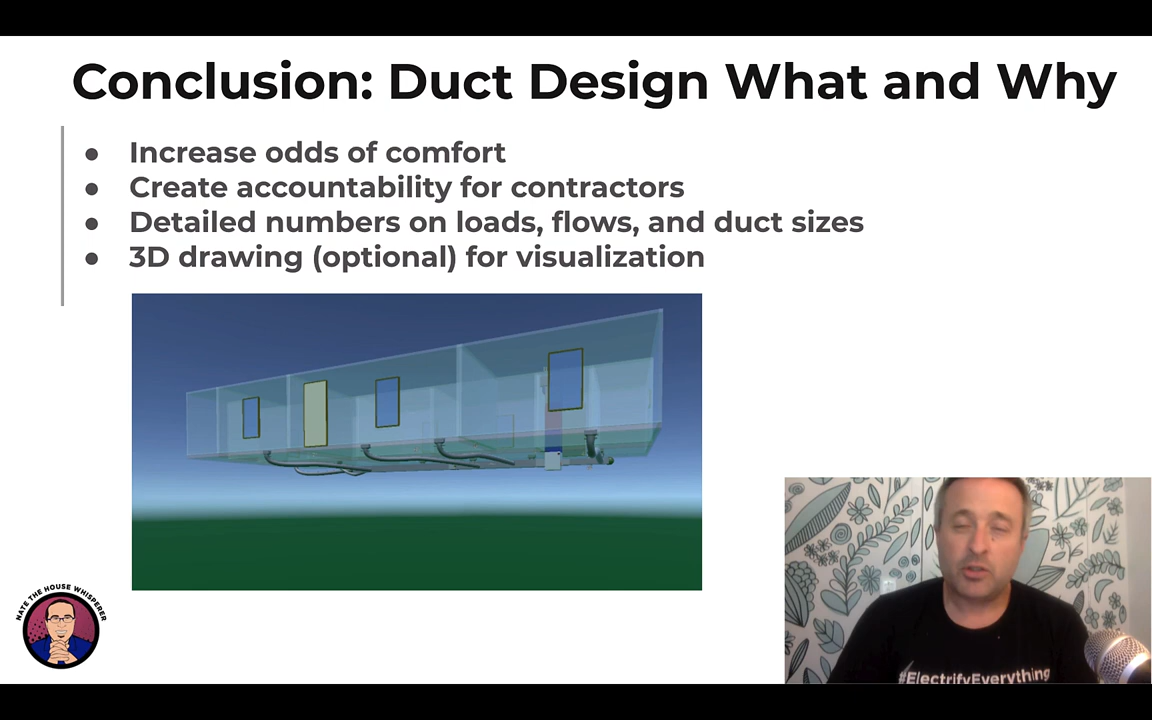 Conclusion: Duct Design What and Why
● Increase odds of comfort
● Create accountability for contractors
● Detailed numbers on loads, flows, and duct sizes
● 3D drawing (optional) for visualization
NATE THE HOUSE WHISPERER
#ElectrifyEverything